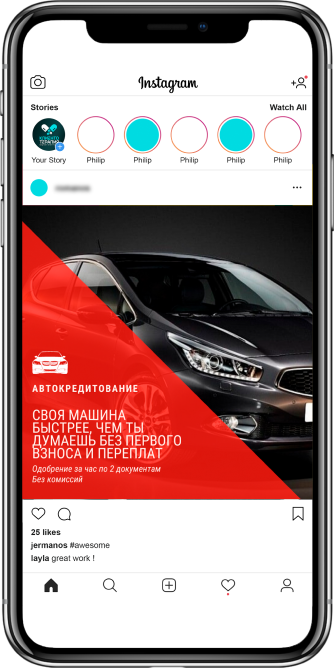 Instagram
Stories
Watch All
Your Story
Philip
Philip
Philip
Philip
Philip
АВТОКРЕДИТОВАНИЕ
СВОЯ МАШИНА
БЫСТРЕЕ, ЧЕМ ТЫ
ДУМАЕШЬ БЕЗ ПЕРВОГО
ВЗНОСА И ПЕРЕПЛАТ
Одобрение за час по 2 документам
Без комиссий
25 likes
jermanos #awesome
layla great work !